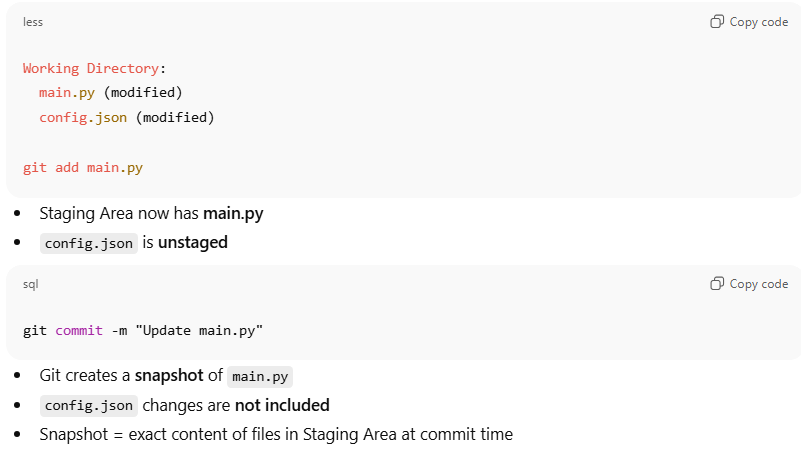 less
Copy code
Working Directory:
main.py (modified)
config.json (modified)
git add main.py
Staging Area now has main.py
config.json is unstaged
sql
Copy code
git commit -m "Update main.py"
Git creates a snapshot of main.py
config.json changes are not included
Snapshot = exact content of files in Staging Area at commit time